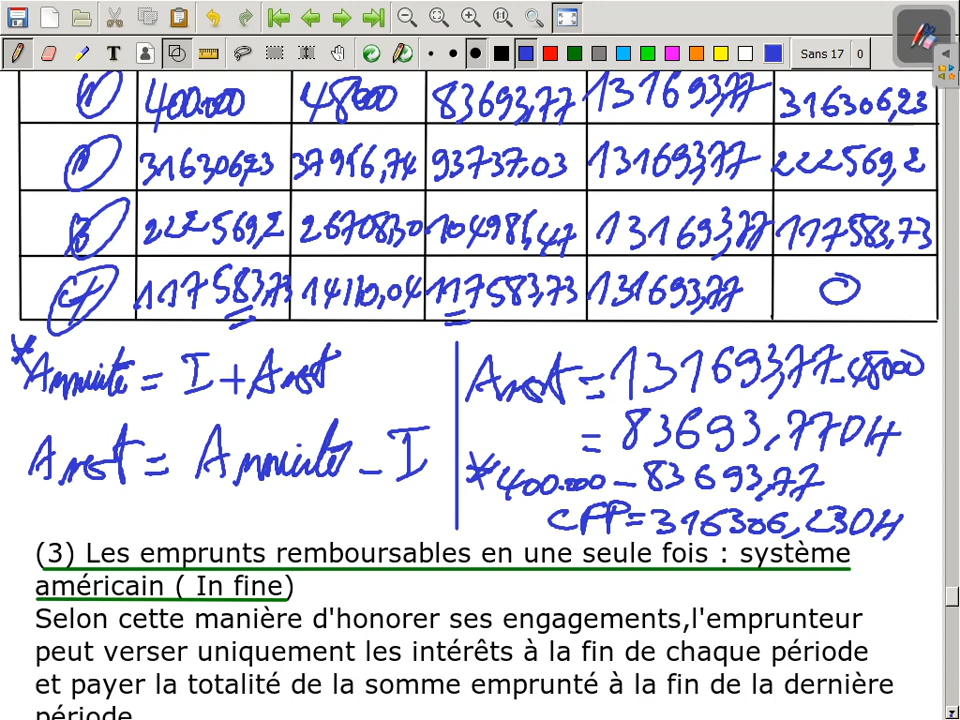 Sans 17 0
1 400.000 48000 83693,77 131693,77 316306,23
316306,23 37956,74 93737,03 131693,77 222569,2
3 222569,2 26708,30 104985,47 131693,77 117583,73
4 117583,73 14110,04 117583,73 131693,77 0
*Annuité = I + Amort
Amort = Annuité - I
Amort = 131693,77 - 48000
= 83693,77DH
*400.000 - 83693,77
CFP = 316306,23DH
(3) Les emprunts remboursables en une seule fois : système
américain ( In fine)
Selon cette manière d'honorer ses engagements,l'emprunteur
peut verser uniquement les intérêts à la fin de chaque période
et payer la totalité de la somme emprunté à la fin de la dernière
période